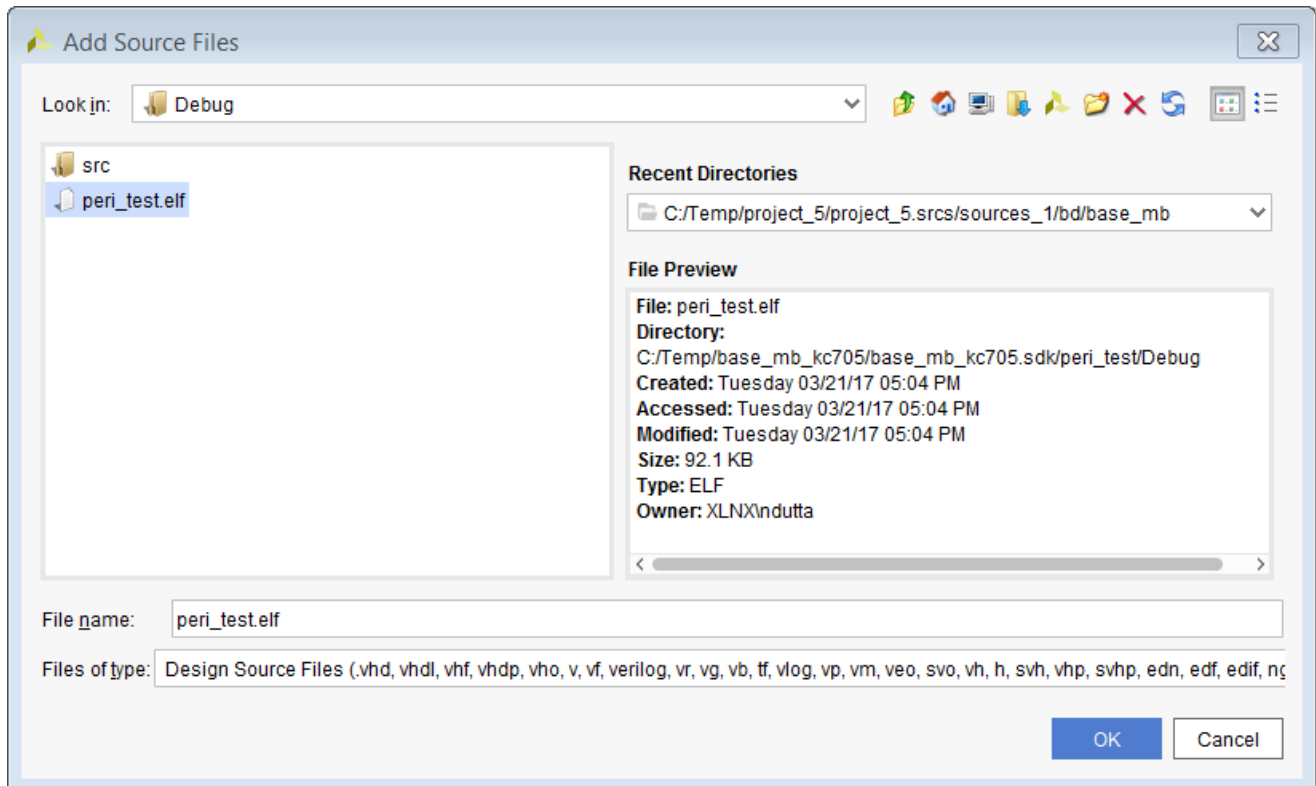 Add Source Files
Look in: Debug
src
peri_test.elf
Recent Directories
C:/Temp/project_5/project_5.srcs/sources_1/bd/base_mb
File Preview
File: peri_test.elf
Directory:
C:/Temp/base_mb_kc705/base_mb_kc705.sdk/peri_test/Debug
Created: Tuesday 03/21/17 05:04 PM
Accessed: Tuesday 03/21/17 05:04 PM
Modified: Tuesday 03/21/17 05:04 PM
Size: 92.1 KB
Type: ELF
Owner: XLNX\ndutta
File name: peri_test.elf
Files of type: Design Source Files (.vhd, vhdl, vhf, vhdp, vho, v, vf, verilog, vr, vg, vb, tf, vlog, vp, vm, veo, svo, vh, h, svh, vhp, svhp, edn, edf, edif,
OK Cancel